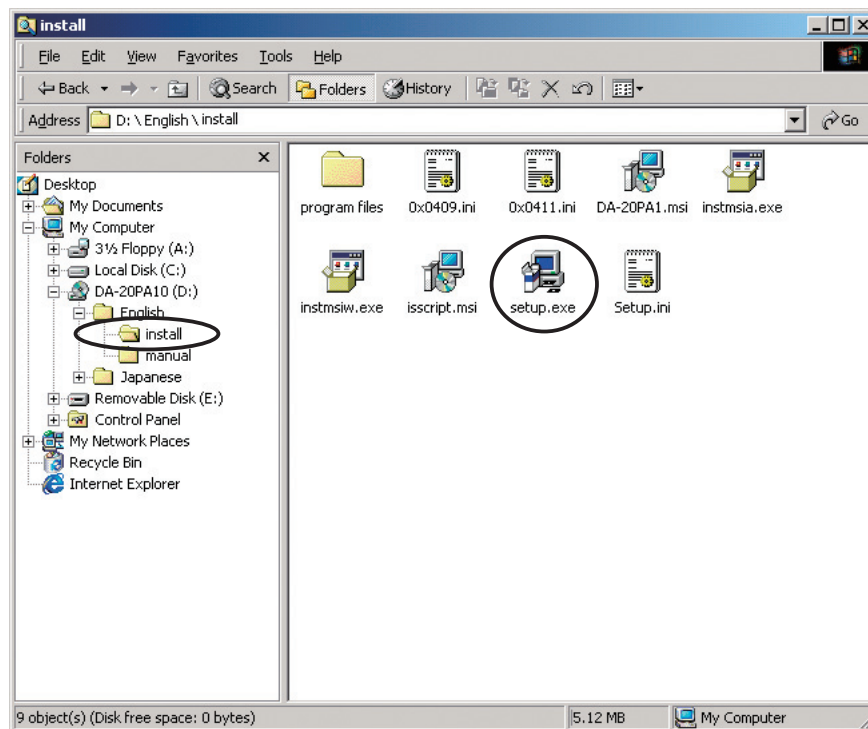 install
File Edit View Favorites Tools Help
Back Search Folders History
Address D:\English\install Go
Folders
Desktop
My Documents
My Computer
3½ Floppy (A:)
Local Disk (C:)
DA-20PA10 (D:)
English
install
manual
Japanese
Removable Disk (E:)
Control Panel
My Network Places
Recycle Bin
Internet Explorer
program files 0x0409.ini 0x0411.ini DA-20PA1.msi instmsia.exe
instmsiw.exe isscript.msi setup.exe Setup.ini
9 object(s) (Disk free space: 0 bytes) 5.12 MB My Computer